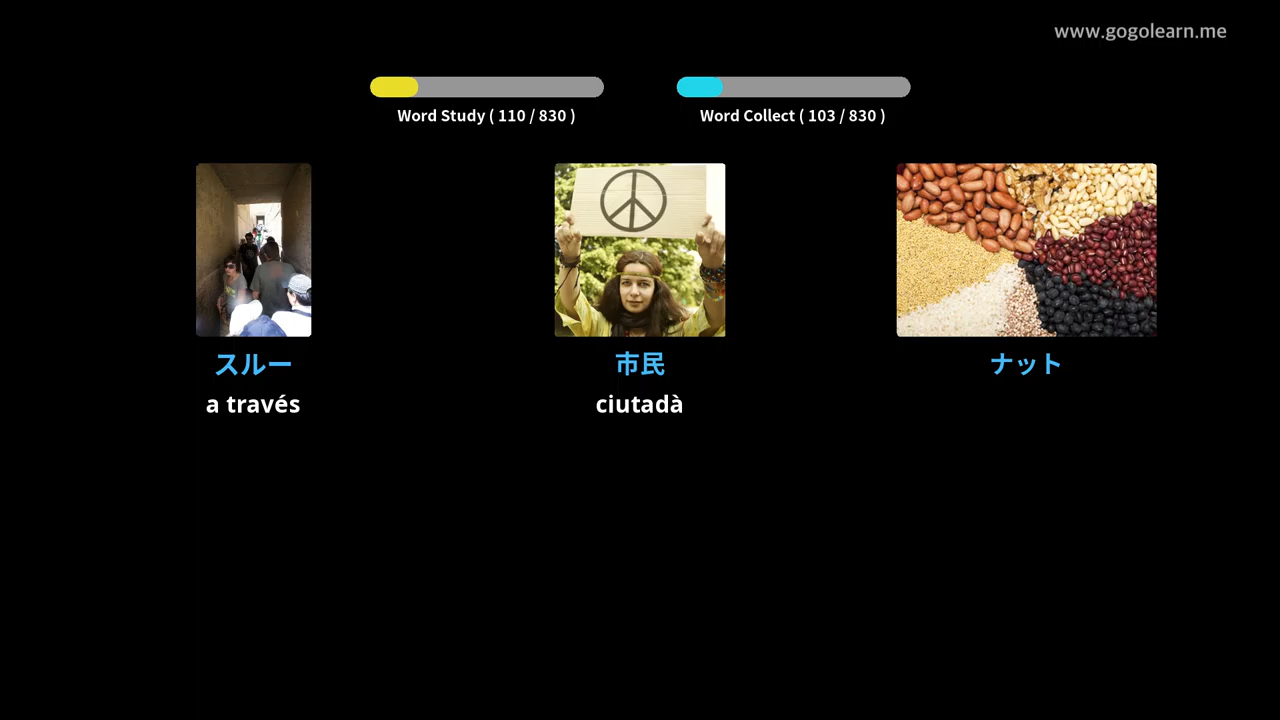 www.gogolearn.me
Word Study ( 110 / 830 )
Word Collect ( 103 / 830 )
スルー
市民
ナット
a través
ciutadà